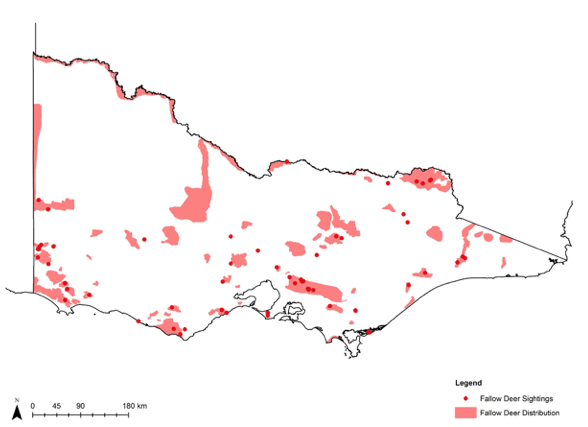 N
0 45 90 180 km
Legend
Fallow Deer Sightings
Fallow Deer Distribution